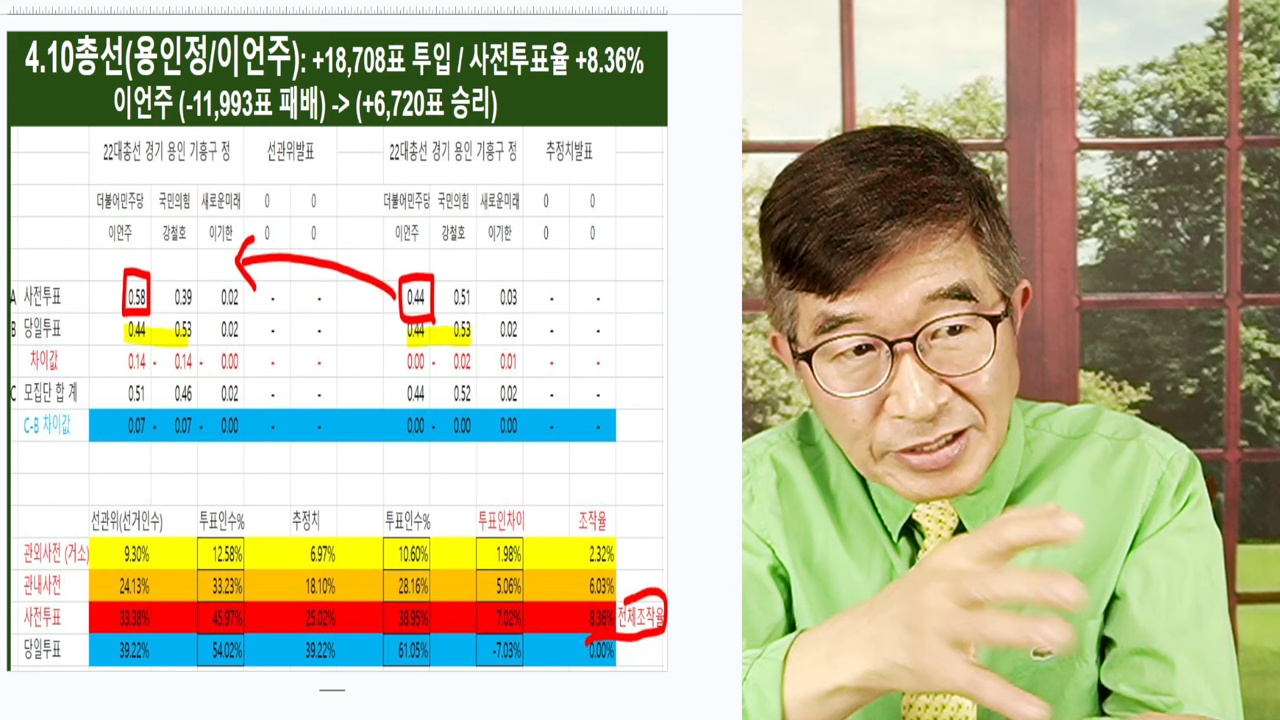 4.10총선(용인정/이언주): +18,708표 투입 / 사전투표율 +8.36%
이언주 (-11,993표 패배) -> (+6,720표 승리)
22대총선 경기 용인 기흥구 정 선관위발표 22대총선 경기 용인 기흥구 정 추정치발표
더불어민주당 국민의힘 새로운미래 0 0 더불어민주당 국민의힘 새로운미래 0 0
이언주 강철호 이기한 0 0 이언주 강철호 이기한 0 0
A 사전투표 0.58 0.39 0.02 - - 0.44 0.51 0.03 - -
B 당일투표 0.44 0.53 0.02 - - 0.44 0.53 0.02 - -
차이값 0.14 - 0.14 - 0.00 0.00 - 0.02 0.01
C 모집단 합 계 0.51 0.46 0.02 - - 0.44 0.52 0.02 - -
C-B 차이값 0.07 - 0.07 - 0.00 - - 0.00 - 0.00 0.00 - -
선관위(선거인수) 투표인수% 추정치 투표인수% 투표인차이 조작율
관외사전 (거소) 9.30% 12.58% 6.97% 10.60% 1.98% 2.32%
관내사전 24.13% 33.23% 18.10% 28.16% 5.06% 6.03%
사전투표 33.38% 45.97% 25.02% 38.95% 7.02% 8.36% 전체조작율
당일투표 39.22% 54.02% 39.22% 61.05% -7.03% 0.00%